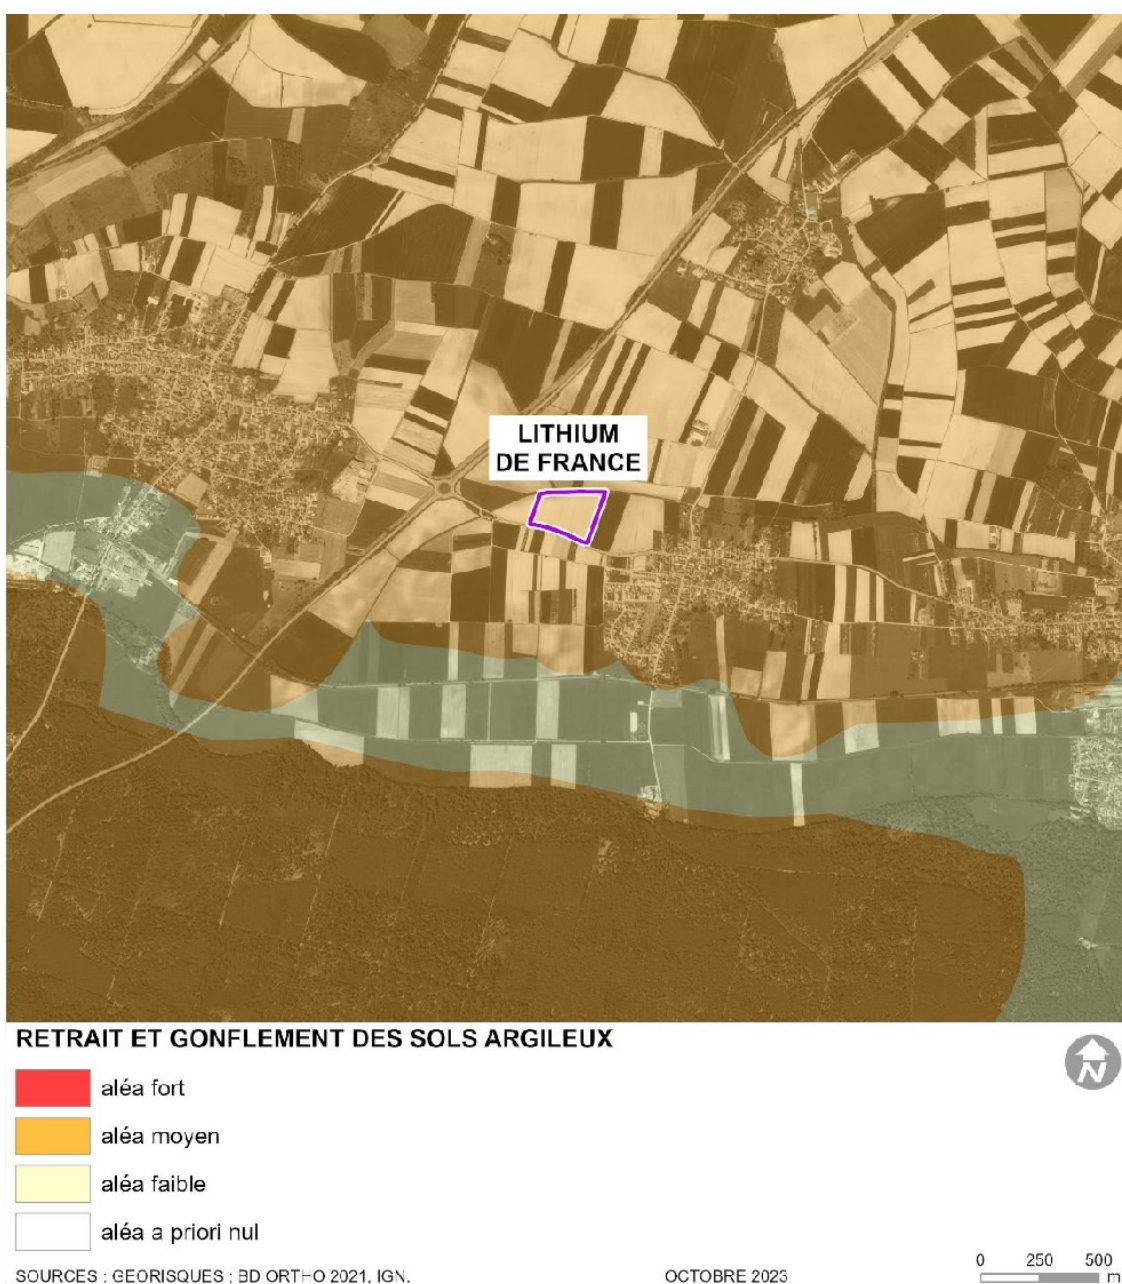 LITHIUM
DE FRANCE
RETRAIT ET GONFLEMENT DES SOLS ARGILEUX
N
aléa fort
aléa moyen
aléa faible
aléa a priori nul
0 250 500
m
SOURCES : GEORISQUES ; BD ORTHO 2021, IGN.
OCTOBRE 2023